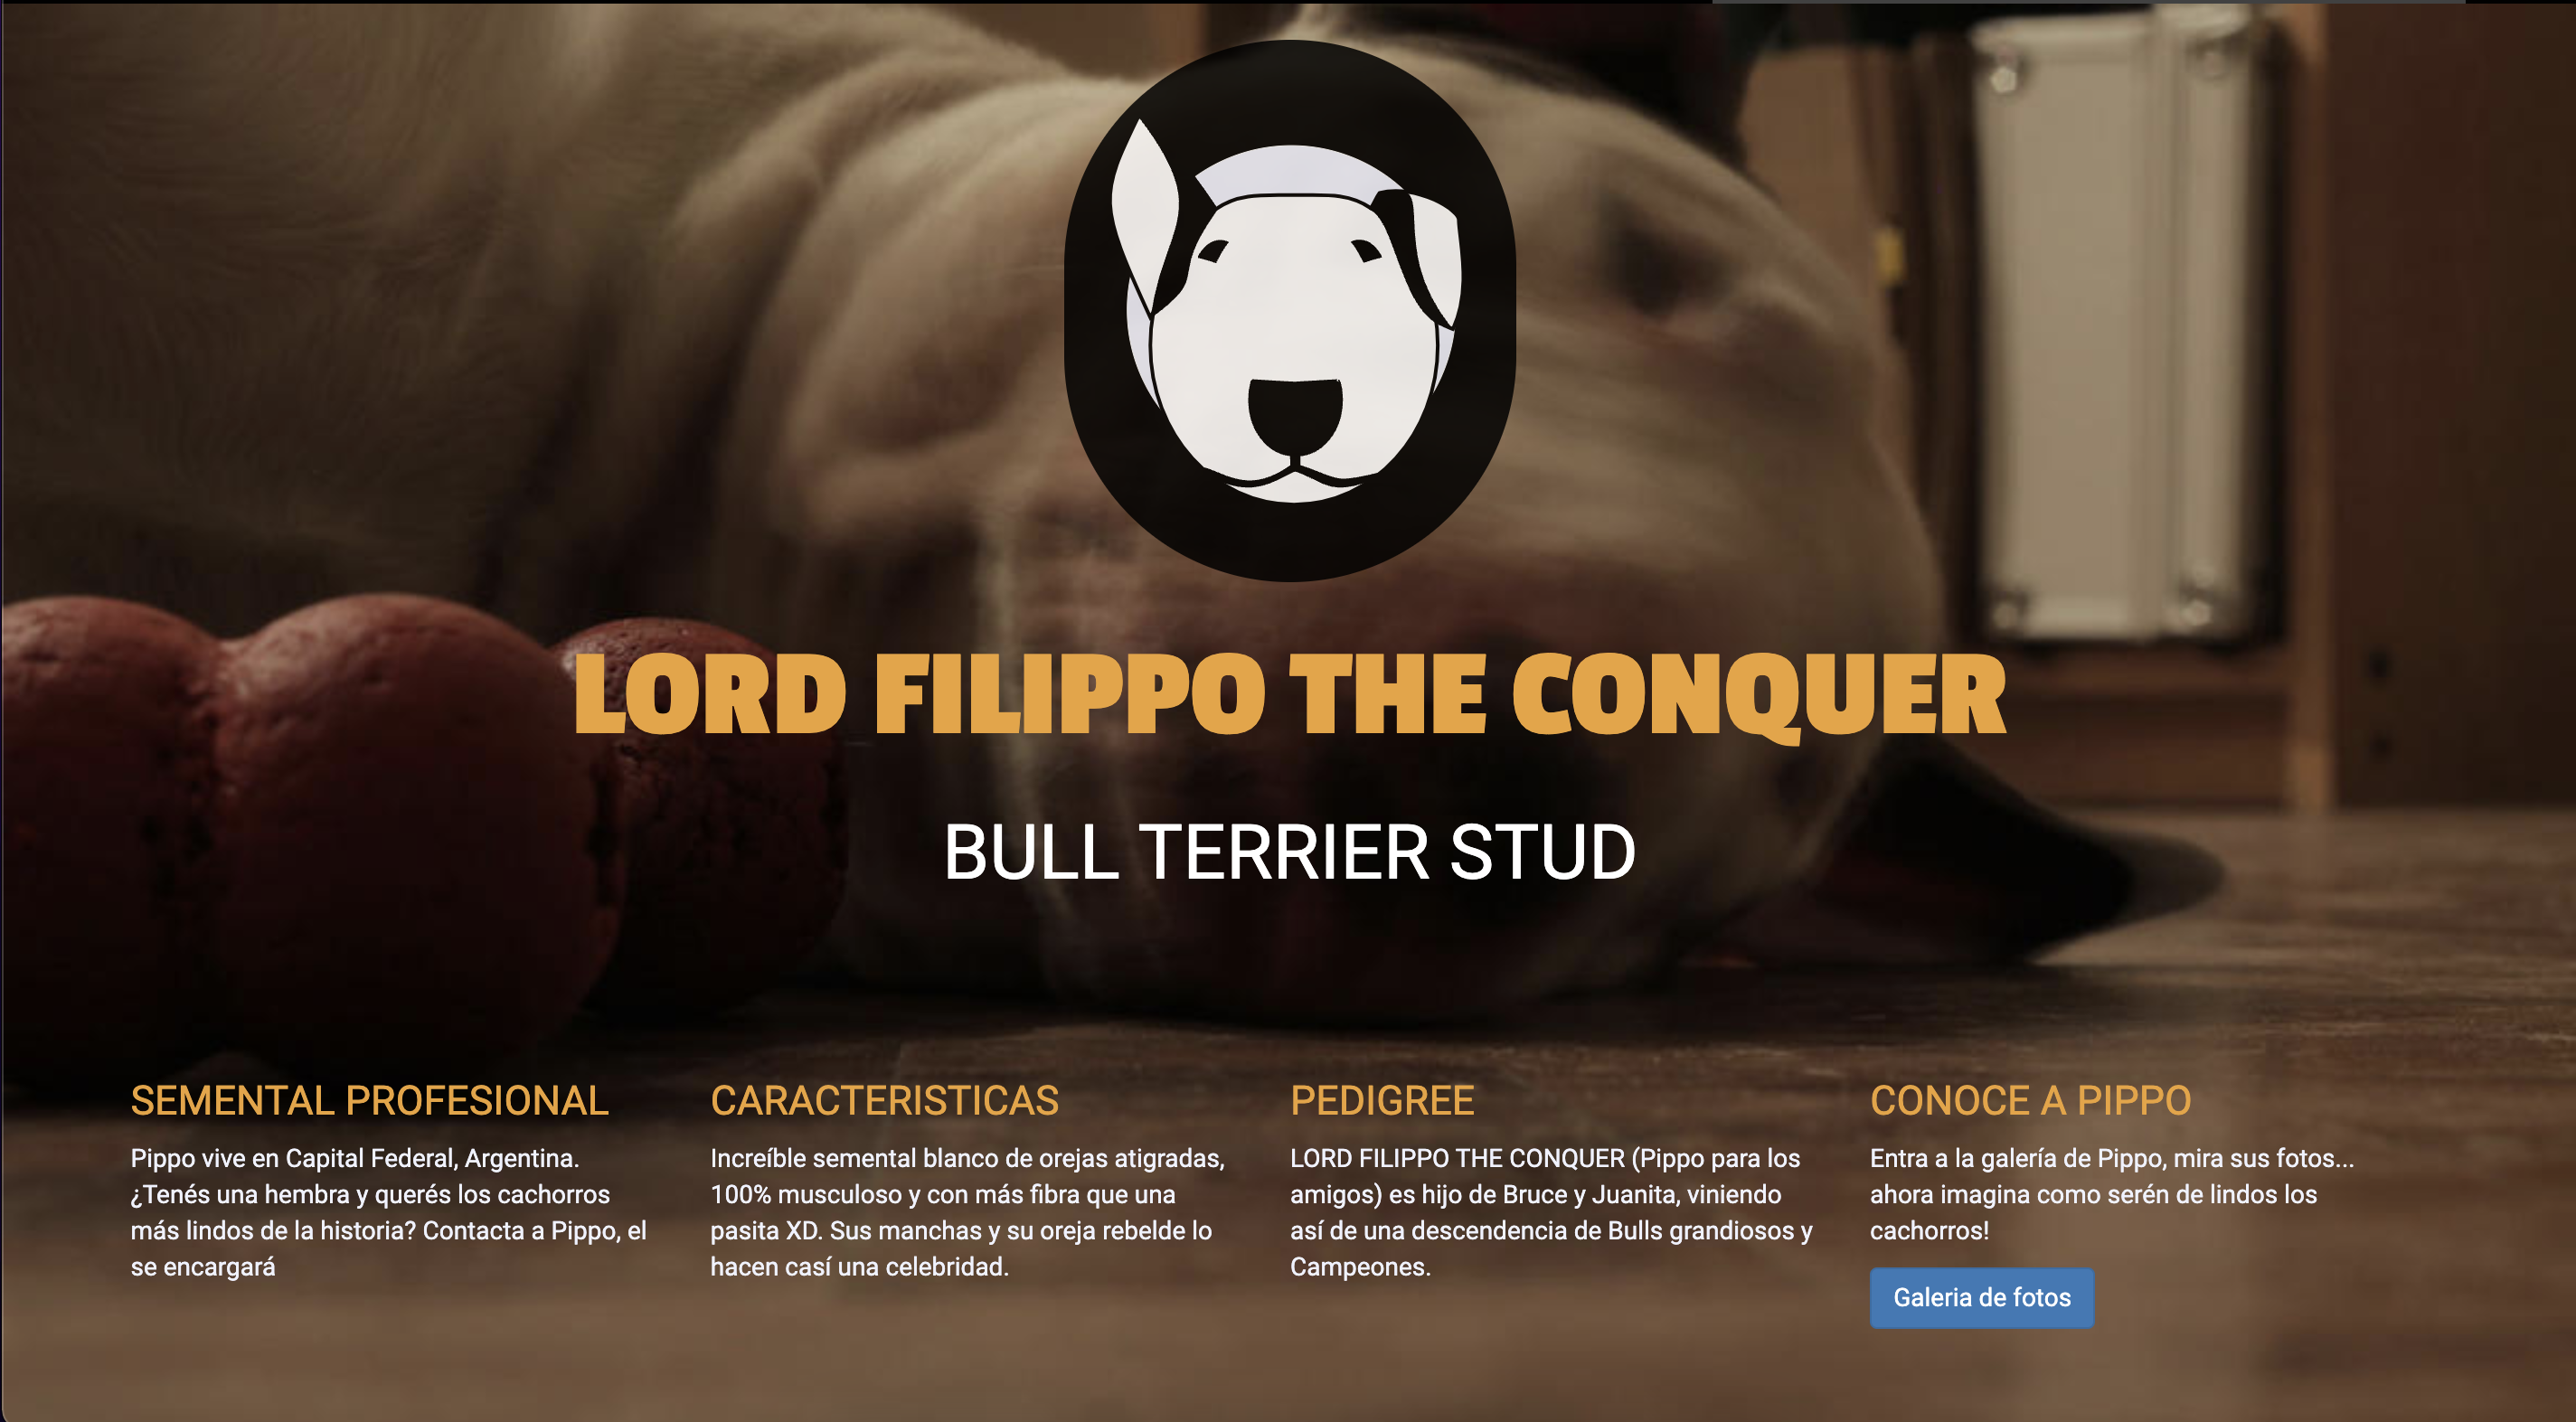 LORD FILIPPO THE CONQUER
BULL TERRIER STUD
SEMENTAL PROFESIONAL
Pippo vive en Capital Federal, Argentina.
¿Tenés una hembra y querés los cachorros
más lindos de la historia? Contacta a Pippo, el
se encargará
CARACTERISTICAS
Increíble semental blanco de orejas atigradas,
100% musculoso y con más fibra que una
pasita XD. Sus manchas y su oreja rebelde lo
hacen casí una celebridad.
PEDIGREE
LORD FILIPPO THE CONQUER (Pippo para los
amigos) es hijo de Bruce y Juanita, viniendo
así de una descendencia de Bulls grandiosos y
Campeones.
CONOCE A PIPPO
Entra a la galería de Pippo, mira sus fotos...
ahora imagina como serén de lindos los
cachorros!
Galeria de fotos